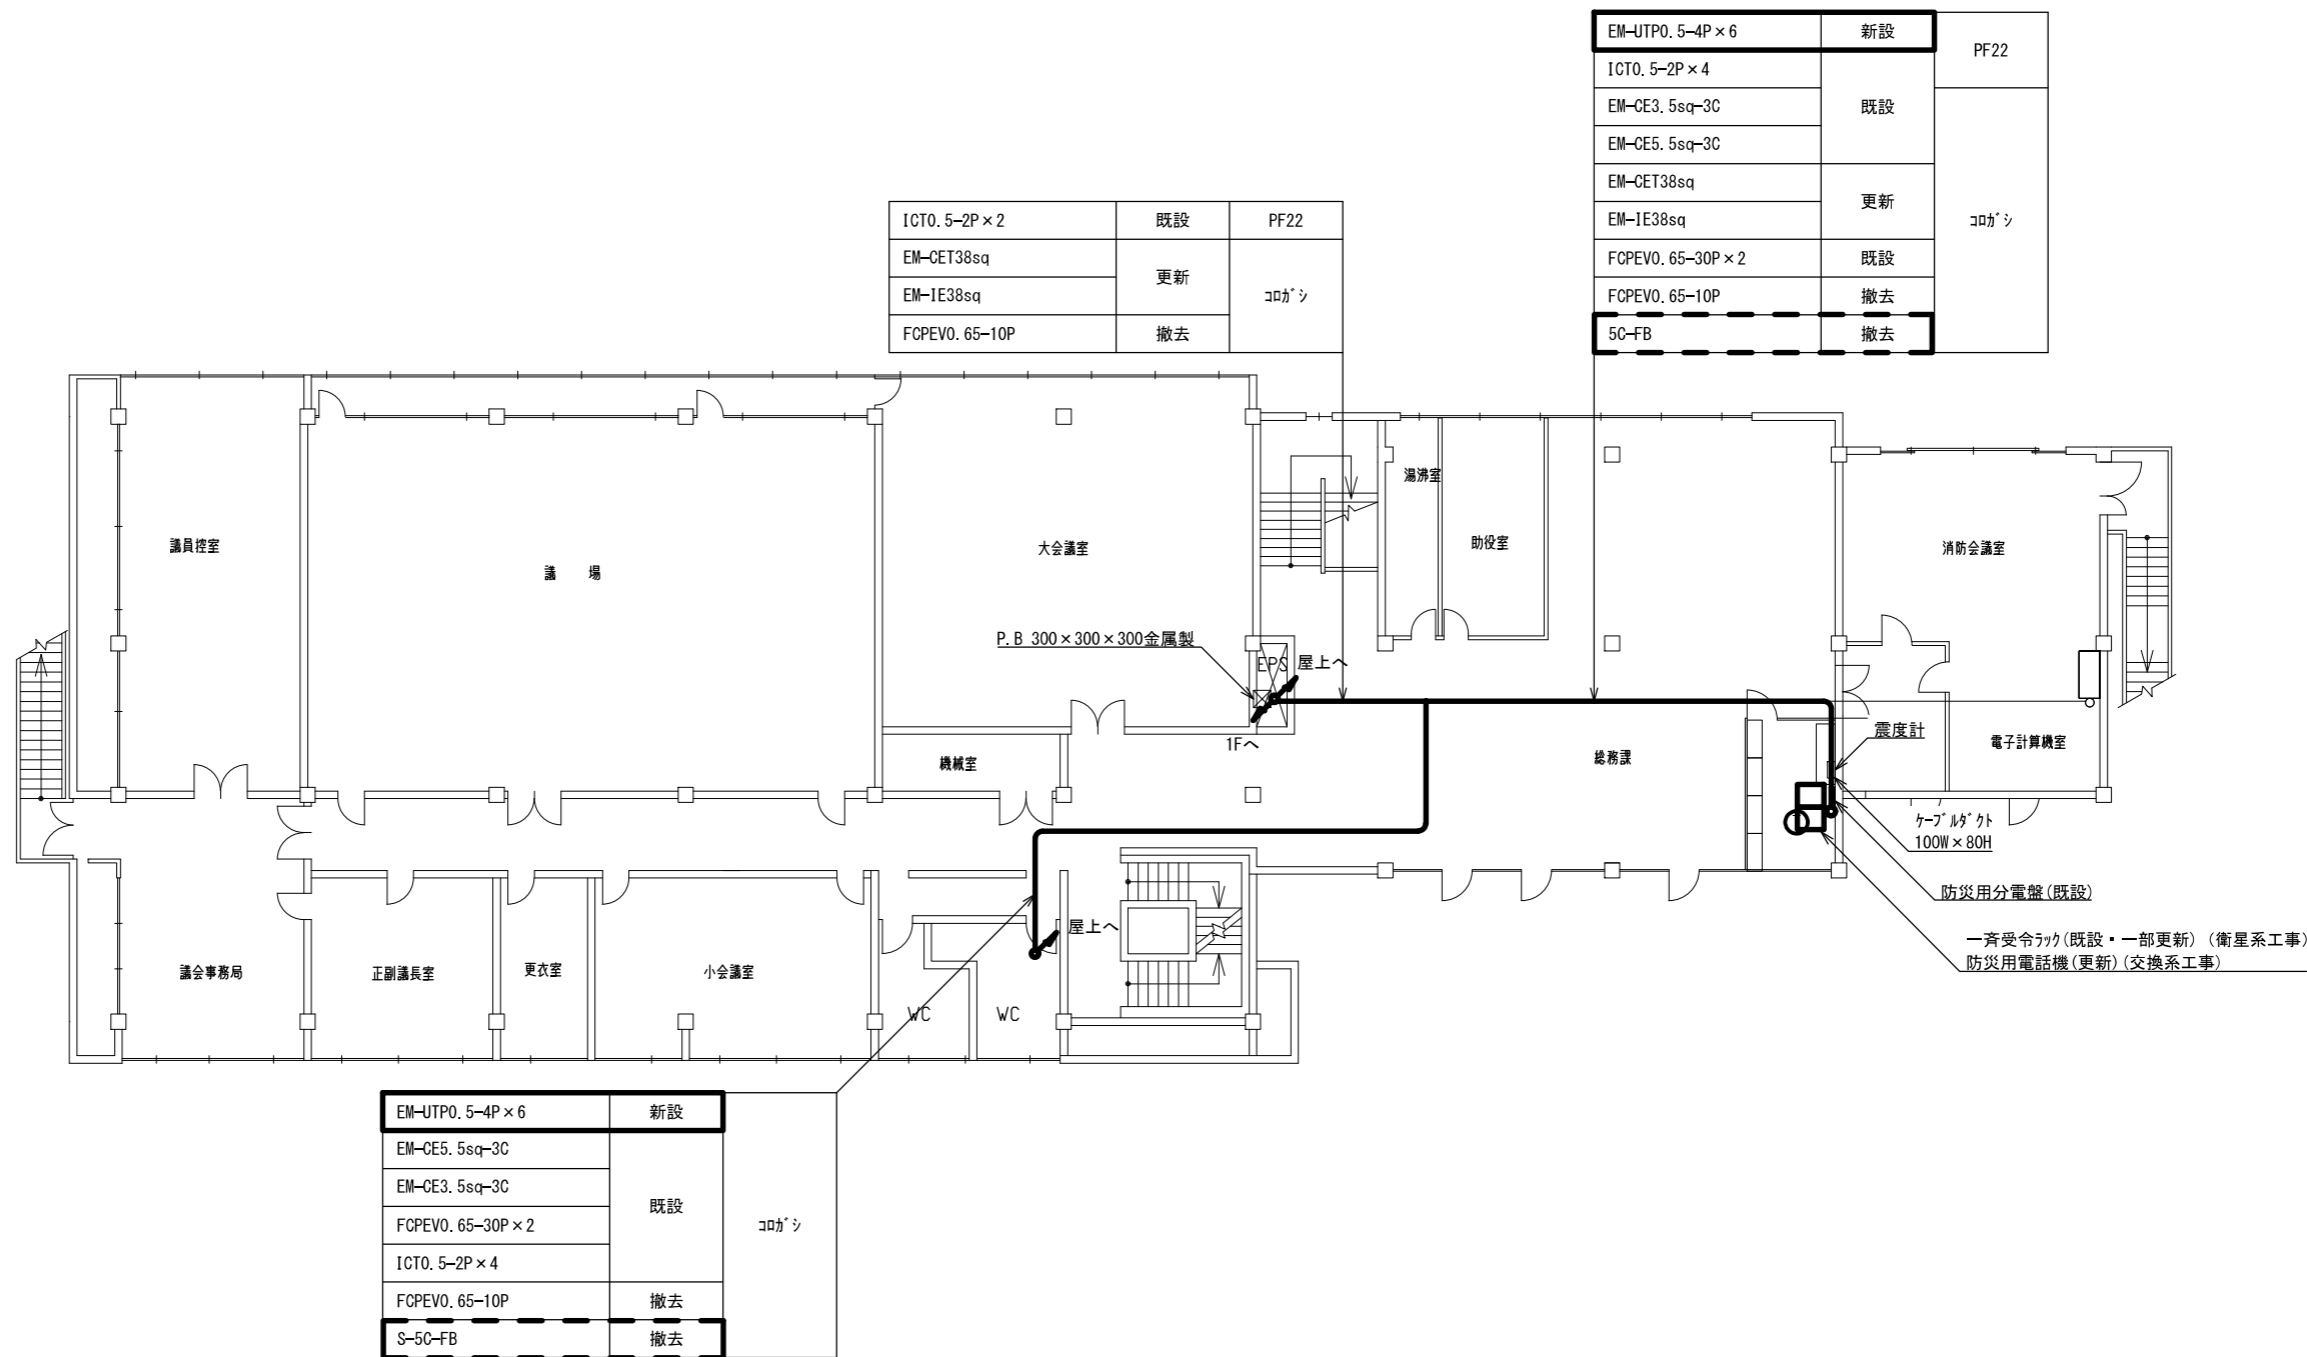 EM-UTP0.5-4P×6 新設 PF22
ICT0.5-2P×4 既設
EM-CE3.5sq-3C
EM-CE5.5sq-3C
EM-CET38sq 更新 ｺﾛｶﾞｼ
EM-IE38sq
FCPEV0.65-30P×2 既設
FCPEV0.65-10P 撤去
5C-FB 撤去
ICT0.5-2P×2 既設 PF22
EM-CET38sq 更新 ｺﾛｶﾞｼ
EM-IE38sq
FCPEV0.65-10P 撤去
議員控室
議 場
大会議室
湯沸室
助役室
消防会議室
P.B 300×300×300金属製
EPS
屋上へ
1Fへ
機械室
総務課
震度計
電子計算機室
ｹｰﾌﾞﾙﾀﾞｸﾄ
100W×80H
防災用分電盤(既設)
一斉受令ﾗｯｸ(既設・一部更新) (衛星系工事)
防災用電話機(更新)(交換系工事)
屋上へ
議会事務局
正副議長室
更衣室
小会議室
WC
WC
EM-UTP0.5-4P×6 新設
EM-CE5.5sq-3C 既設 ｺﾛｶﾞｼ
EM-CE3.5sq-3C
FCPEV0.65-30P×2
ICT0.5-2P×4
FCPEV0.65-10P 撤去
S-5C-FB 撤去